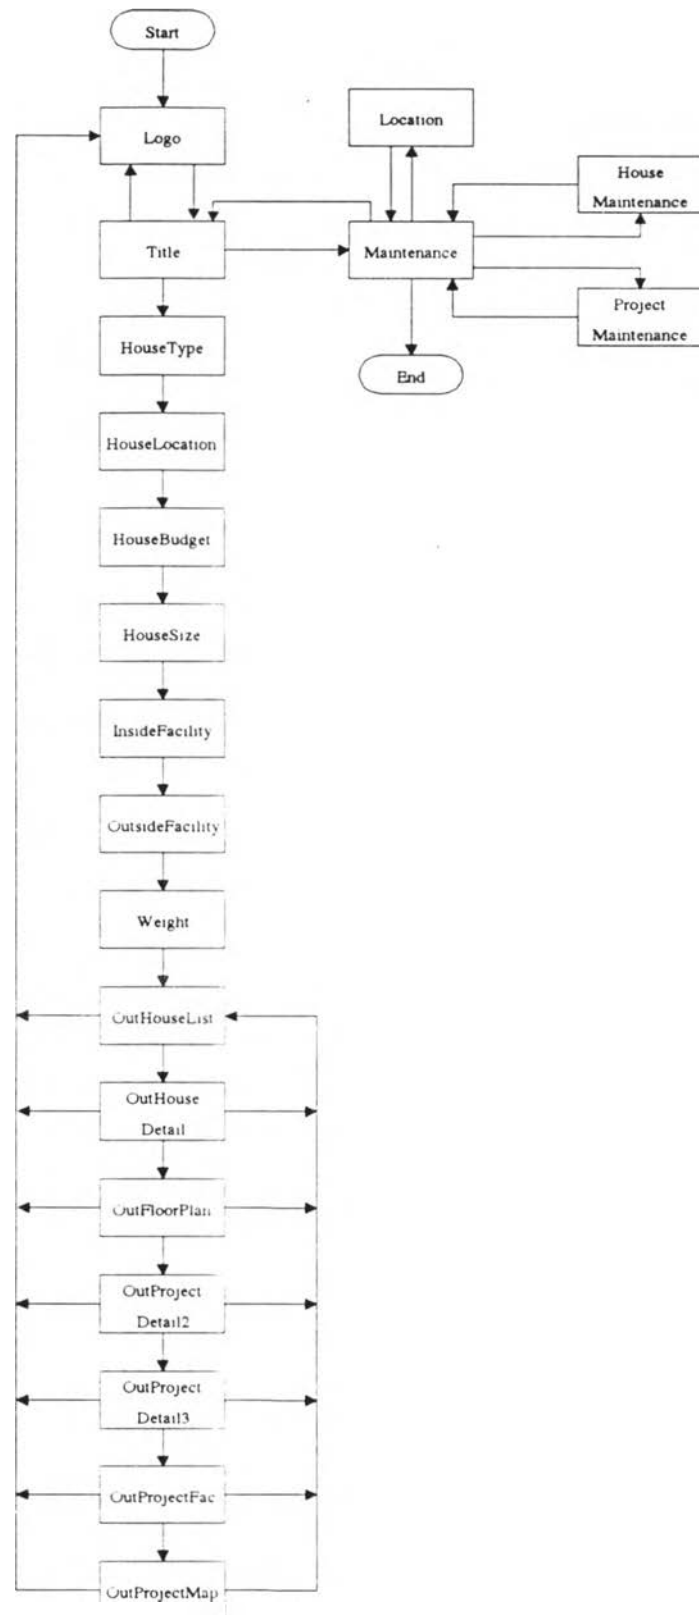 Start
Logo
Location
House
Maintenance
Title
Maintenance
Project
Maintenance
HouseType
End
HouseLocation
HouseBudget
HouseSize
InsideFacility
OutsideFacility
Weight
OutHouseList
OutHouse
Detail
OutFloorPlan
OutProject
Detail2
OutProject
Detail3
OutProjectFac
OutProjectMap